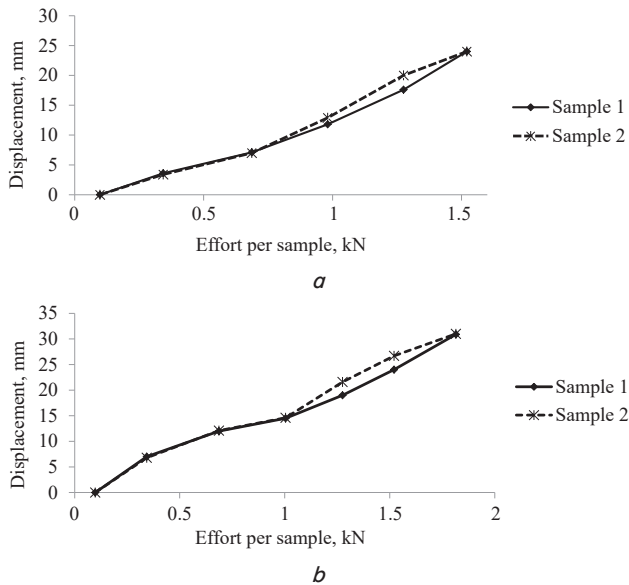 30
25
20
15
10
5
0
Displacement, mm
0 0.5 1 1.5
Effort per sample, kN
Sample 1
Sample 2
a
35
30
25
20
15
10
5
0
Displacement, mm
0 0.5 1 1.5 2
Effort per sample, kN
Sample 1
Sample 2
b